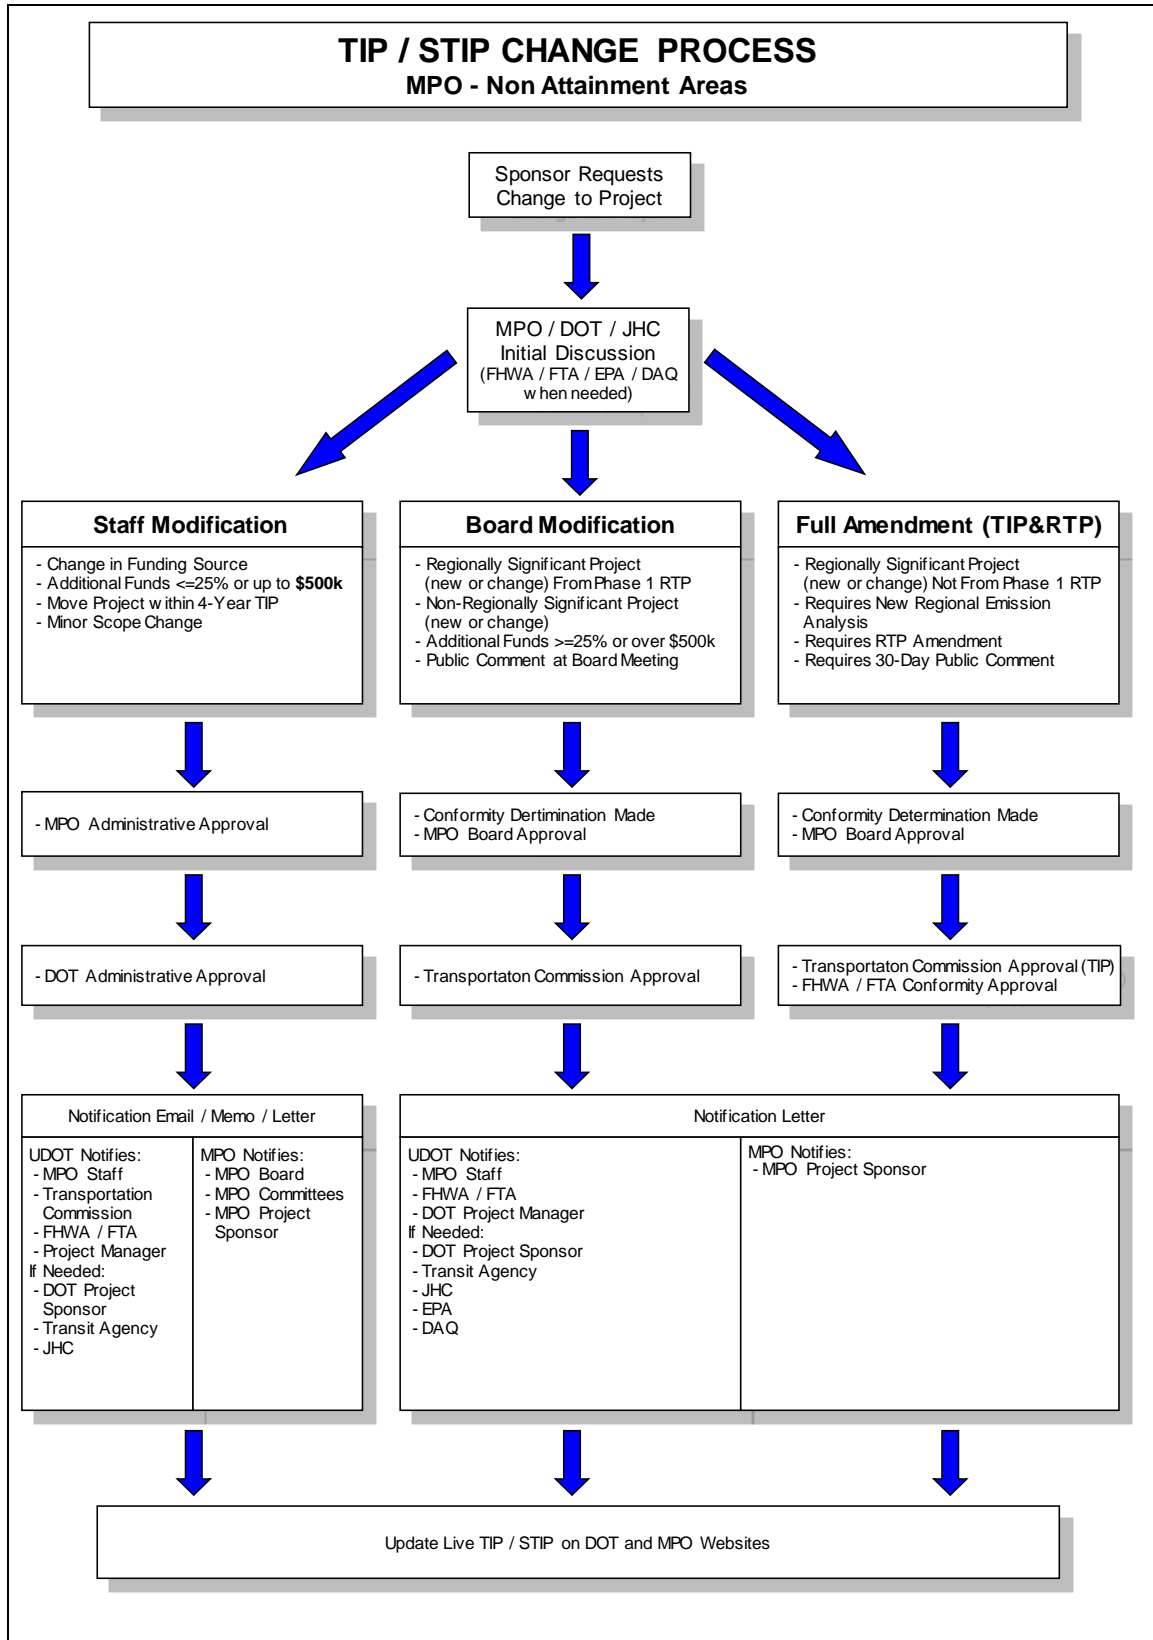 TIP / STIP CHANGE PROCESS
MPO - Non Attainment Areas
Sponsor Requests
Change to Project
MPO / DOT / JHC
Initial Discussion
(FHWA / FTA / EPA / DAQ
when needed)
Staff Modification
- Change in Funding Source
- Additional Funds <=25% or up to $500k
- Move Project within 4-Year TIP
- Minor Scope Change
Board Modification
- Regionally Significant Project
(new or change) From Phase 1 RTP
- Non-Regionally Significant Project
(new or change)
- Additional Funds >=25% or over $500k
- Public Comment at Board Meeting
Full Amendment (TIP&RTP)
- Regionally Significant Project
(new or change) Not From Phase 1 RTP
- Requires New Regional Emission
Analysis
- Requires RTP Amendment
- Requires 30-Day Public Comment
- MPO Administrative Approval
- Conformity Dertimination Made
- MPO Board Approval
- Conformity Determination Made
- MPO Board Approval
- DOT Administrative Approval
- Transportaton Commission Approval
- Transportaton Commission Approval (TIP)
- FHWA / FTA Conformity Approval
Notification Email / Memo / Letter
UDOT Notifies:
- MPO Staff
- Transportation
Commission
- FHWA / FTA
- Project Manager
If Needed:
- DOT Project
Sponsor
- Transit Agency
- JHC
MPO Notifies:
- MPO Board
- MPO Committees
- MPO Project
Sponsor
Notification Letter
UDOT Notifies:
- MPO Staff
- FHWA / FTA
- DOT Project Manager
If Needed:
- DOT Project Sponsor
- Transit Agency
- JHC
- EPA
- DAQ
MPO Notifies:
- MPO Project Sponsor
Update Live TIP / STIP on DOT and MPO Websites